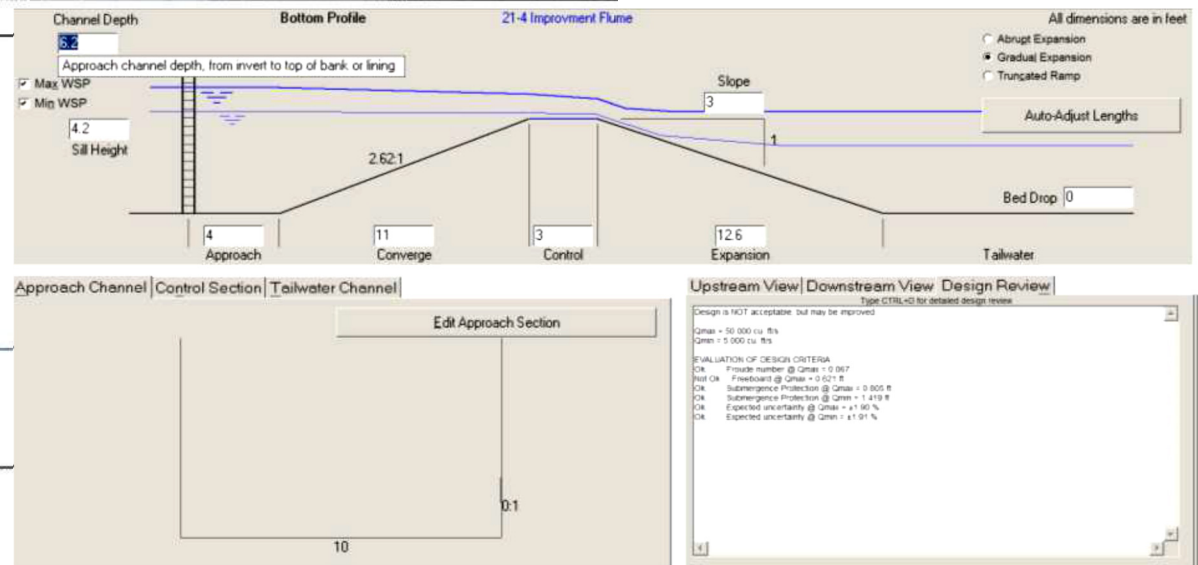 Channel Depth
Bottom Profile
21-4 Improvment Flume
All dimensions are in feet
6.2
Abrupt Expansion
Gradual Expansion
Truncated Ramp
Approach channel depth, from invert to top of bank or lining
Max WSP
Min WSP
Slope
3
Auto-Adjust Lengths
4.2
Sill Height
2.62:1
1
Bed Drop 0
4
11
3
12.6
Approach
Converge
Control
Expansion
Tailwater
Approach Channel Control Section Tailwater Channel
Upstream View Downstream View Design Review
Type CTRL+D for detailed design review
Edit Approach Section
Design is NOT acceptable but may be improved
Qmax = 50.000 cu. ft/s
Qmin = 5.000 cu. ft/s
EVALUATION OF DESIGN CRITERIA
Ok Froude number @ Qmax = 0.067
Not Ok Freeboard @ Qmax = 0.621 ft
Ok Submergence Protection @ Qmax = 0.805 ft
Ok Submergence Protection @ Qmin = 1.419 ft
Ok Expected uncertainty @ Qmax = ±1.90 %
Ok Expected uncertainty @ Qmin = ±1.91 %
0:1
10